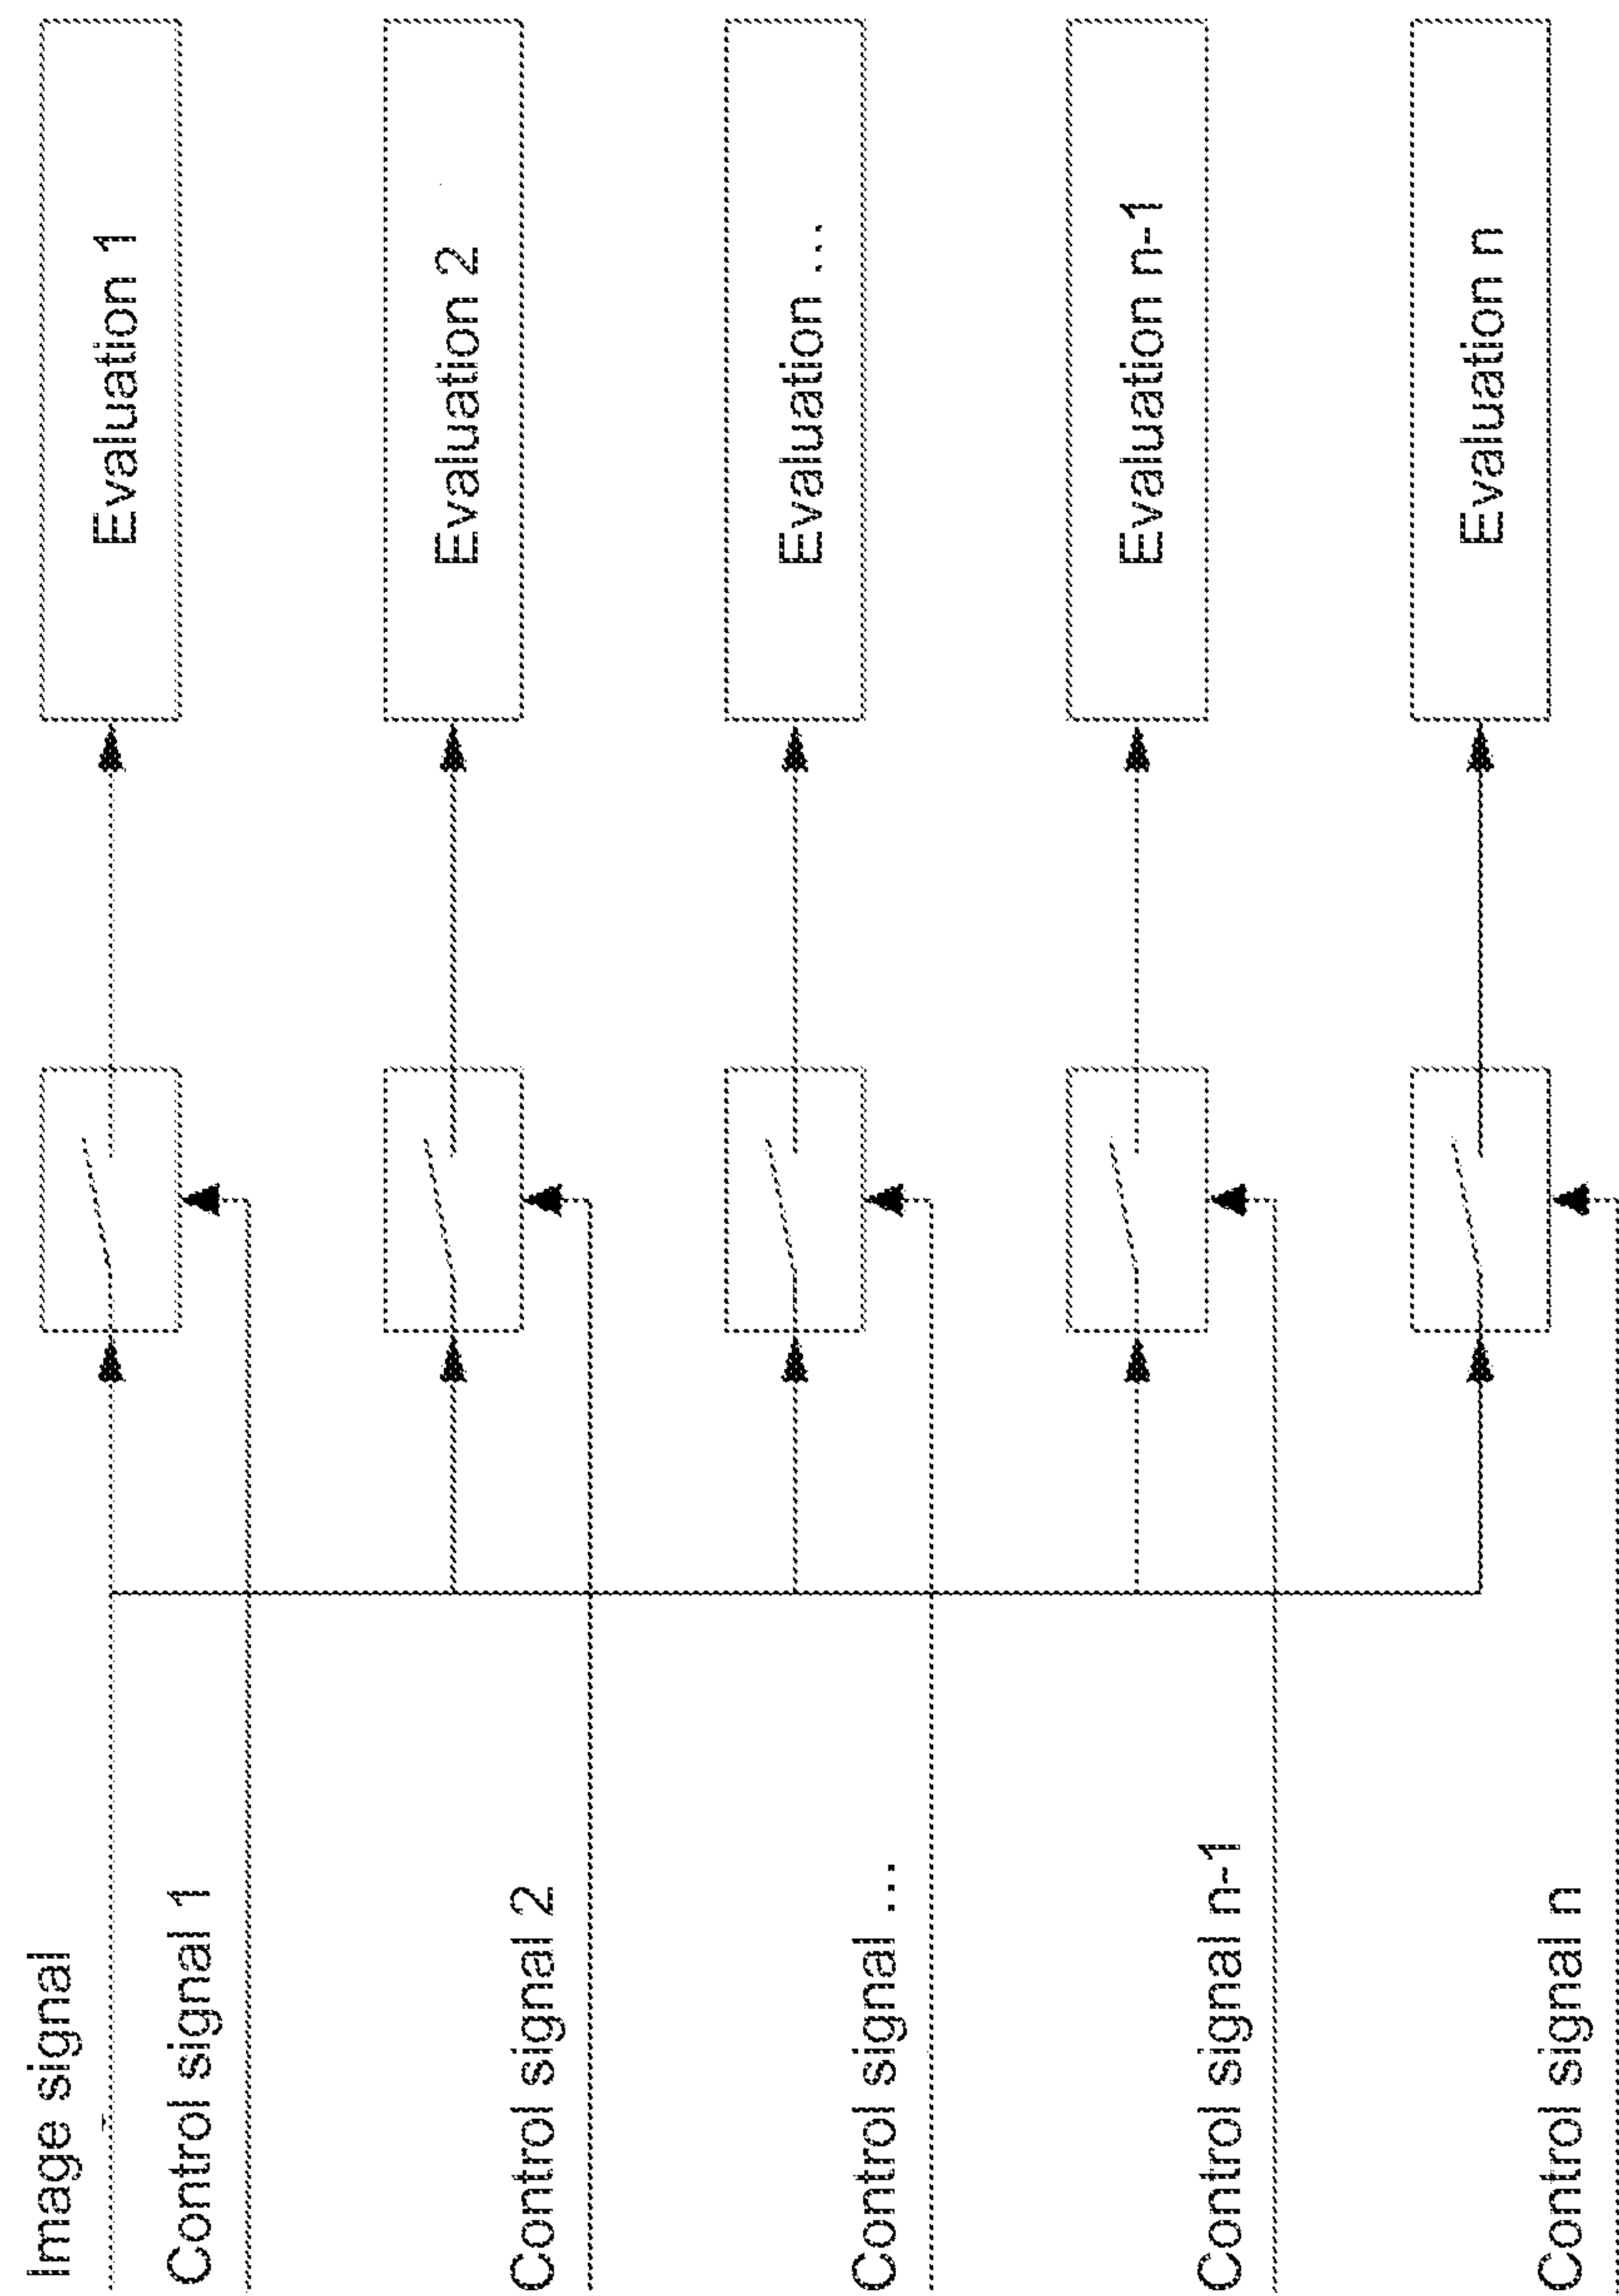 Image signal
Control signal 1
Evaluation 1
Control signal 2
Evaluation 2
Control signal ...
Evaluation ...
Control signal n-1
Evaluation n-1
Control signal n
Evaluation n